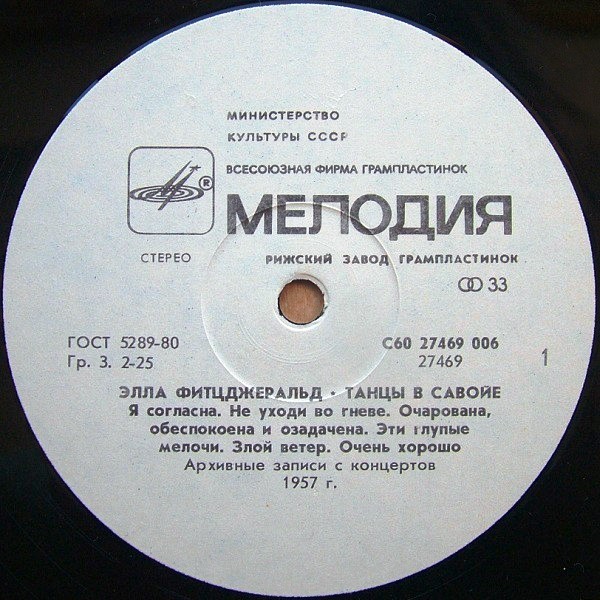 МИНИСТЕРСТВО
КУЛЬТУРЫ СССР
ВСЕСОЮЗНАЯ ФИРМА ГРАМПЛАСТИНОК
®
МЕЛОДИЯ
СТЕРЕО
РИЖСКИЙ ЗАВОД ГРАМПЛАСТИНОК
33
ГОСТ 5289-80
С60 27469 006
Гр. 3. 2-25
27469
1
ЭЛЛА ФИТЦДЖЕРАЛЬД · ТАНЦЫ В САВОЙЕ
Я согласна. Не уходи во гневе. Очарована,
обеспокоена и озадачена. Эти глупые
мелочи. Злой ветер. Очень хорошо
Архивные записи с концертов
1957 г.